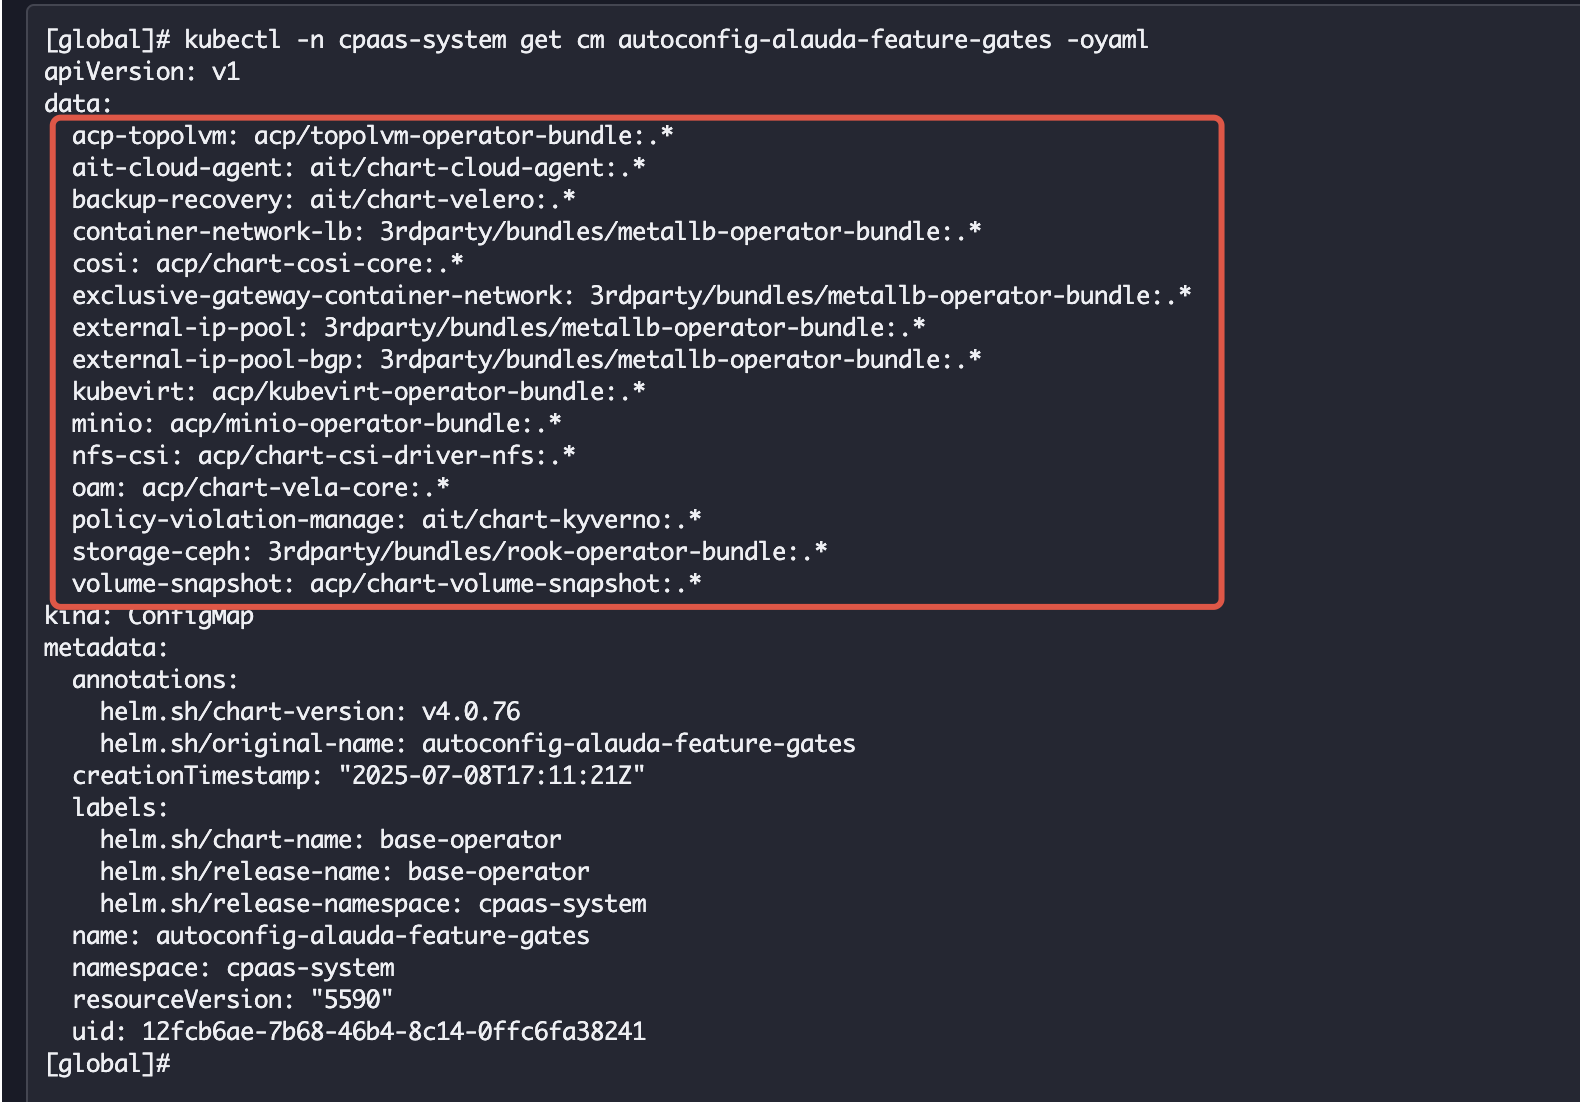 [global]# kubectl -n cpaas-system get cm autoconfig-alauda-feature-gates -oyaml
apiVersion: v1
data:
  acp-topolvm: acp/topolvm-operator-bundle:.*
  ait-cloud-agent: ait/chart-cloud-agent:.*
  backup-recovery: ait/chart-velero:.*
  container-network-lb: 3rdparty/bundles/metallb-operator-bundle:.*
  cosi: acp/chart-cosi-core:.*
  exclusive-gateway-container-network: 3rdparty/bundles/metallb-operator-bundle:.*
  external-ip-pool: 3rdparty/bundles/metallb-operator-bundle:.*
  external-ip-pool-bgp: 3rdparty/bundles/metallb-operator-bundle:.*
  kubevirt: acp/kubevirt-operator-bundle:.*
  minio: acp/minio-operator-bundle:.*
  nfs-csi: acp/chart-csi-driver-nfs:.*
  oam: acp/chart-vela-core:.*
  policy-violation-manage: ait/chart-kyverno:.*
  storage-ceph: 3rdparty/bundles/rook-operator-bundle:.*
  volume-snapshot: acp/chart-volume-snapshot:.*
kind: ConfigMap
metadata:
  annotations:
    helm.sh/chart-version: v4.0.76
    helm.sh/original-name: autoconfig-alauda-feature-gates
  creationTimestamp: "2025-07-08T17:11:21Z"
  labels:
    helm.sh/chart-name: base-operator
    helm.sh/release-name: base-operator
    helm.sh/release-namespace: cpaas-system
  name: autoconfig-alauda-feature-gates
  namespace: cpaas-system
  resourceVersion: "5590"
  uid: 12fcb6ae-7b68-46b4-8c14-0ffc6fa38241
[global]#